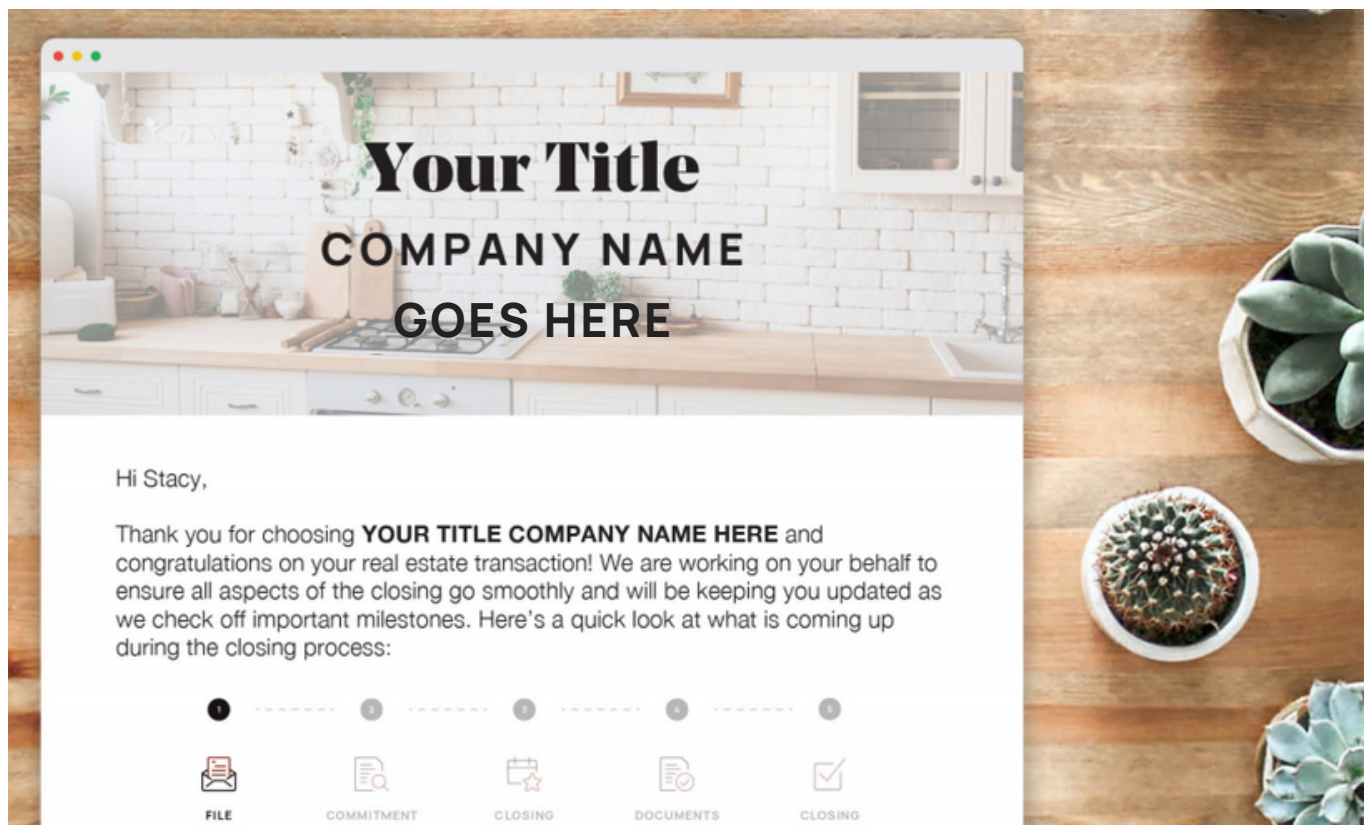 Your Title
COMPANY NAME
GOES HERE
Hi Stacy,
Thank you for choosing YOUR TITLE COMPANY NAME HERE and
congratulations on your real estate transaction! We are working on your behalf to
ensure all aspects of the closing go smoothly and will be keeping you updated as
we check off important milestones. Here's a quick look at what is coming up
during the closing process:
1 2 3 4 5
FILE COMMITMENT CLOSING DOCUMENTS CLOSING